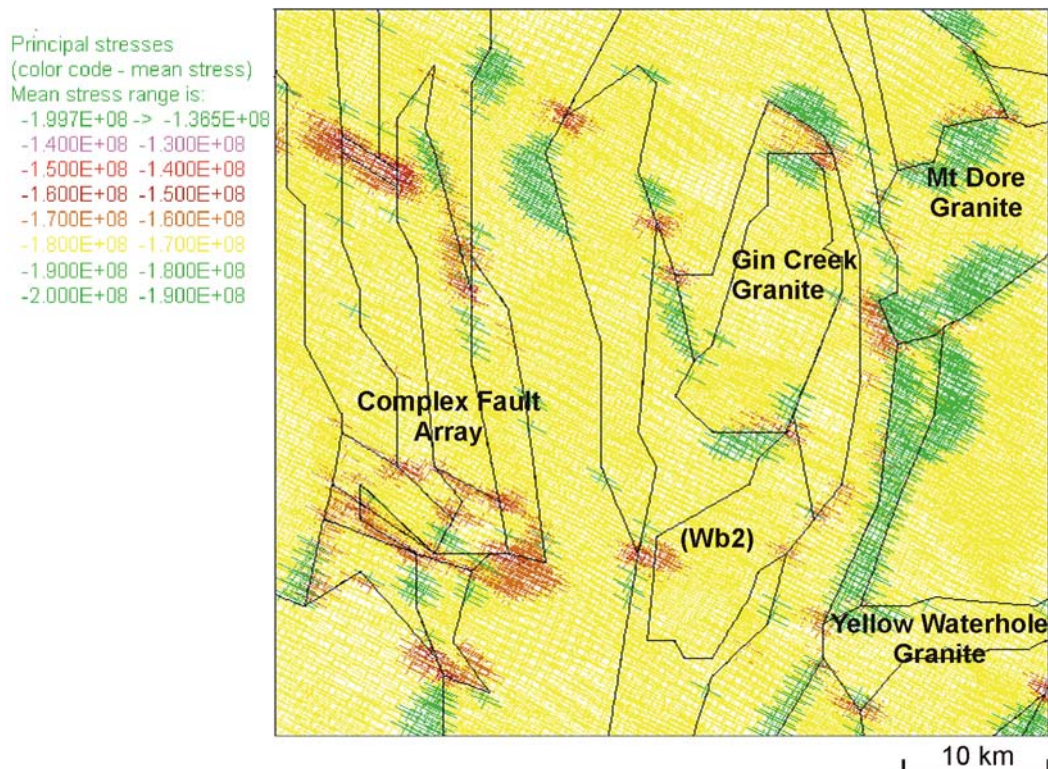 Principal stresses
(color code - mean stress)
Mean stress range is:
-1.997E+08 -> -1.365E+08
-1.400E+08 -1.300E+08
-1.500E+08 -1.400E+08
-1.600E+08 -1.500E+08
-1.700E+08 -1.600E+08
-1.800E+08 -1.700E+08
-1.900E+08 -1.800E+08
-2.000E+08 -1.900E+08
Mt Dore
Granite
Gin Creek
Granite
Complex Fault
Array
(Wb2)
Yellow Waterhole
Granite
10 km